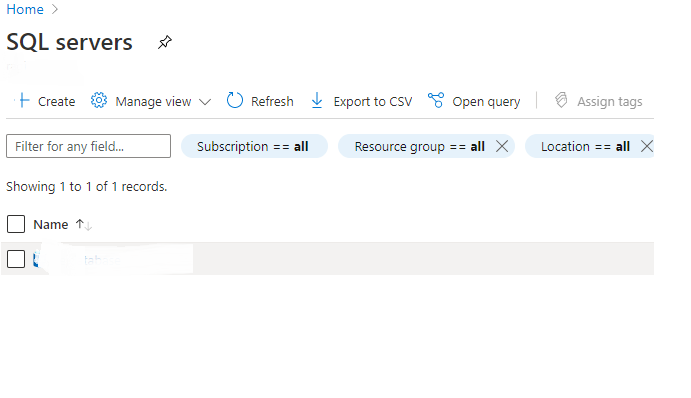 Home >
SQL servers
+ Create Manage view Refresh Export to CSV Open query Assign tags
Filter for any field... Subscription == all Resource group == all Location == all
Showing 1 to 1 of 1 records.
Name ↑↓